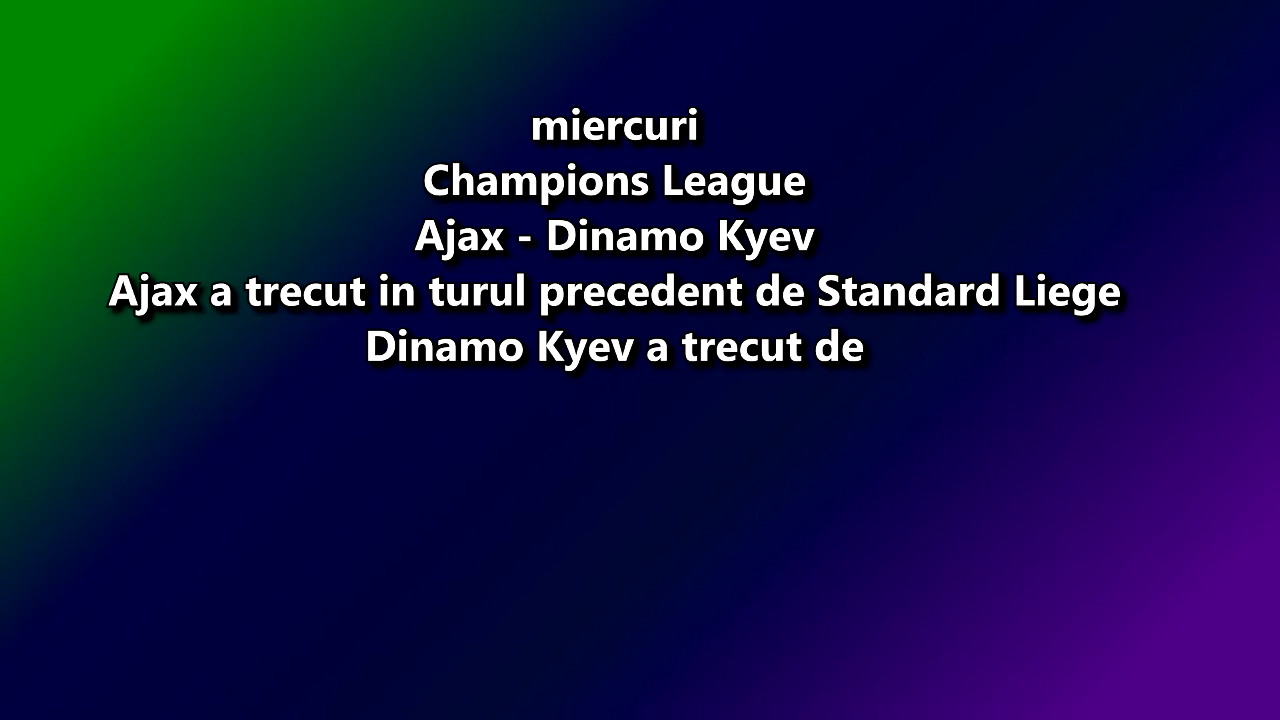 miercuri
Champions League
Ajax - Dinamo Kyev
Ajax a trecut in turul precedent de Standard Liege
Dinamo Kyev a trecut de